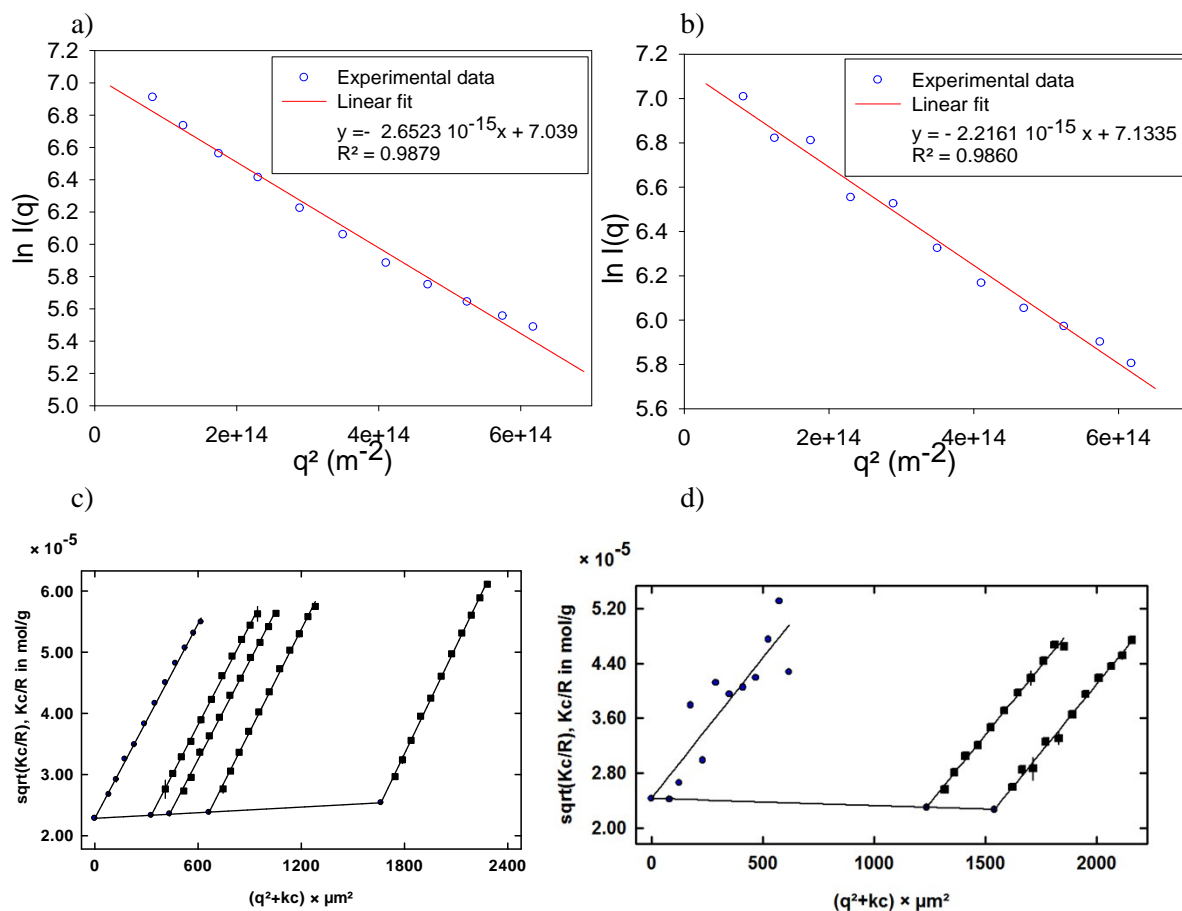 a)
7.2
7.0
6.8
6.6
6.4
6.2
6.0
5.8
5.6
5.4
5.2
5.0
ln I(q)
Experimental data
Linear fit
y =- 2.6523 10⁻¹⁵x + 7.039
R² = 0.9879
0 2e+14 4e+14 6e+14
q² (m⁻²)
b)
7.2
7.0
6.8
6.6
6.4
6.2
6.0
5.8
5.6
ln I(q)
Experimental data
Linear fit
y = - 2.2161 10⁻¹⁵x + 7.1335
R² = 0.9860
0 2e+14 4e+14 6e+14
q² (m⁻²)
c)
× 10⁻⁵
6.00
5.00
4.00
3.00
2.00
sqrt(Kc/R), Kc/R in mol/g
0 600 1200 1800 2400
(q²+kc) × µm²
d)
× 10⁻⁵
5.20
4.40
3.60
2.80
2.00
sqrt(Kc/R), Kc/R in mol/g
0 500 1000 1500 2000
(q²+kc) × µm²